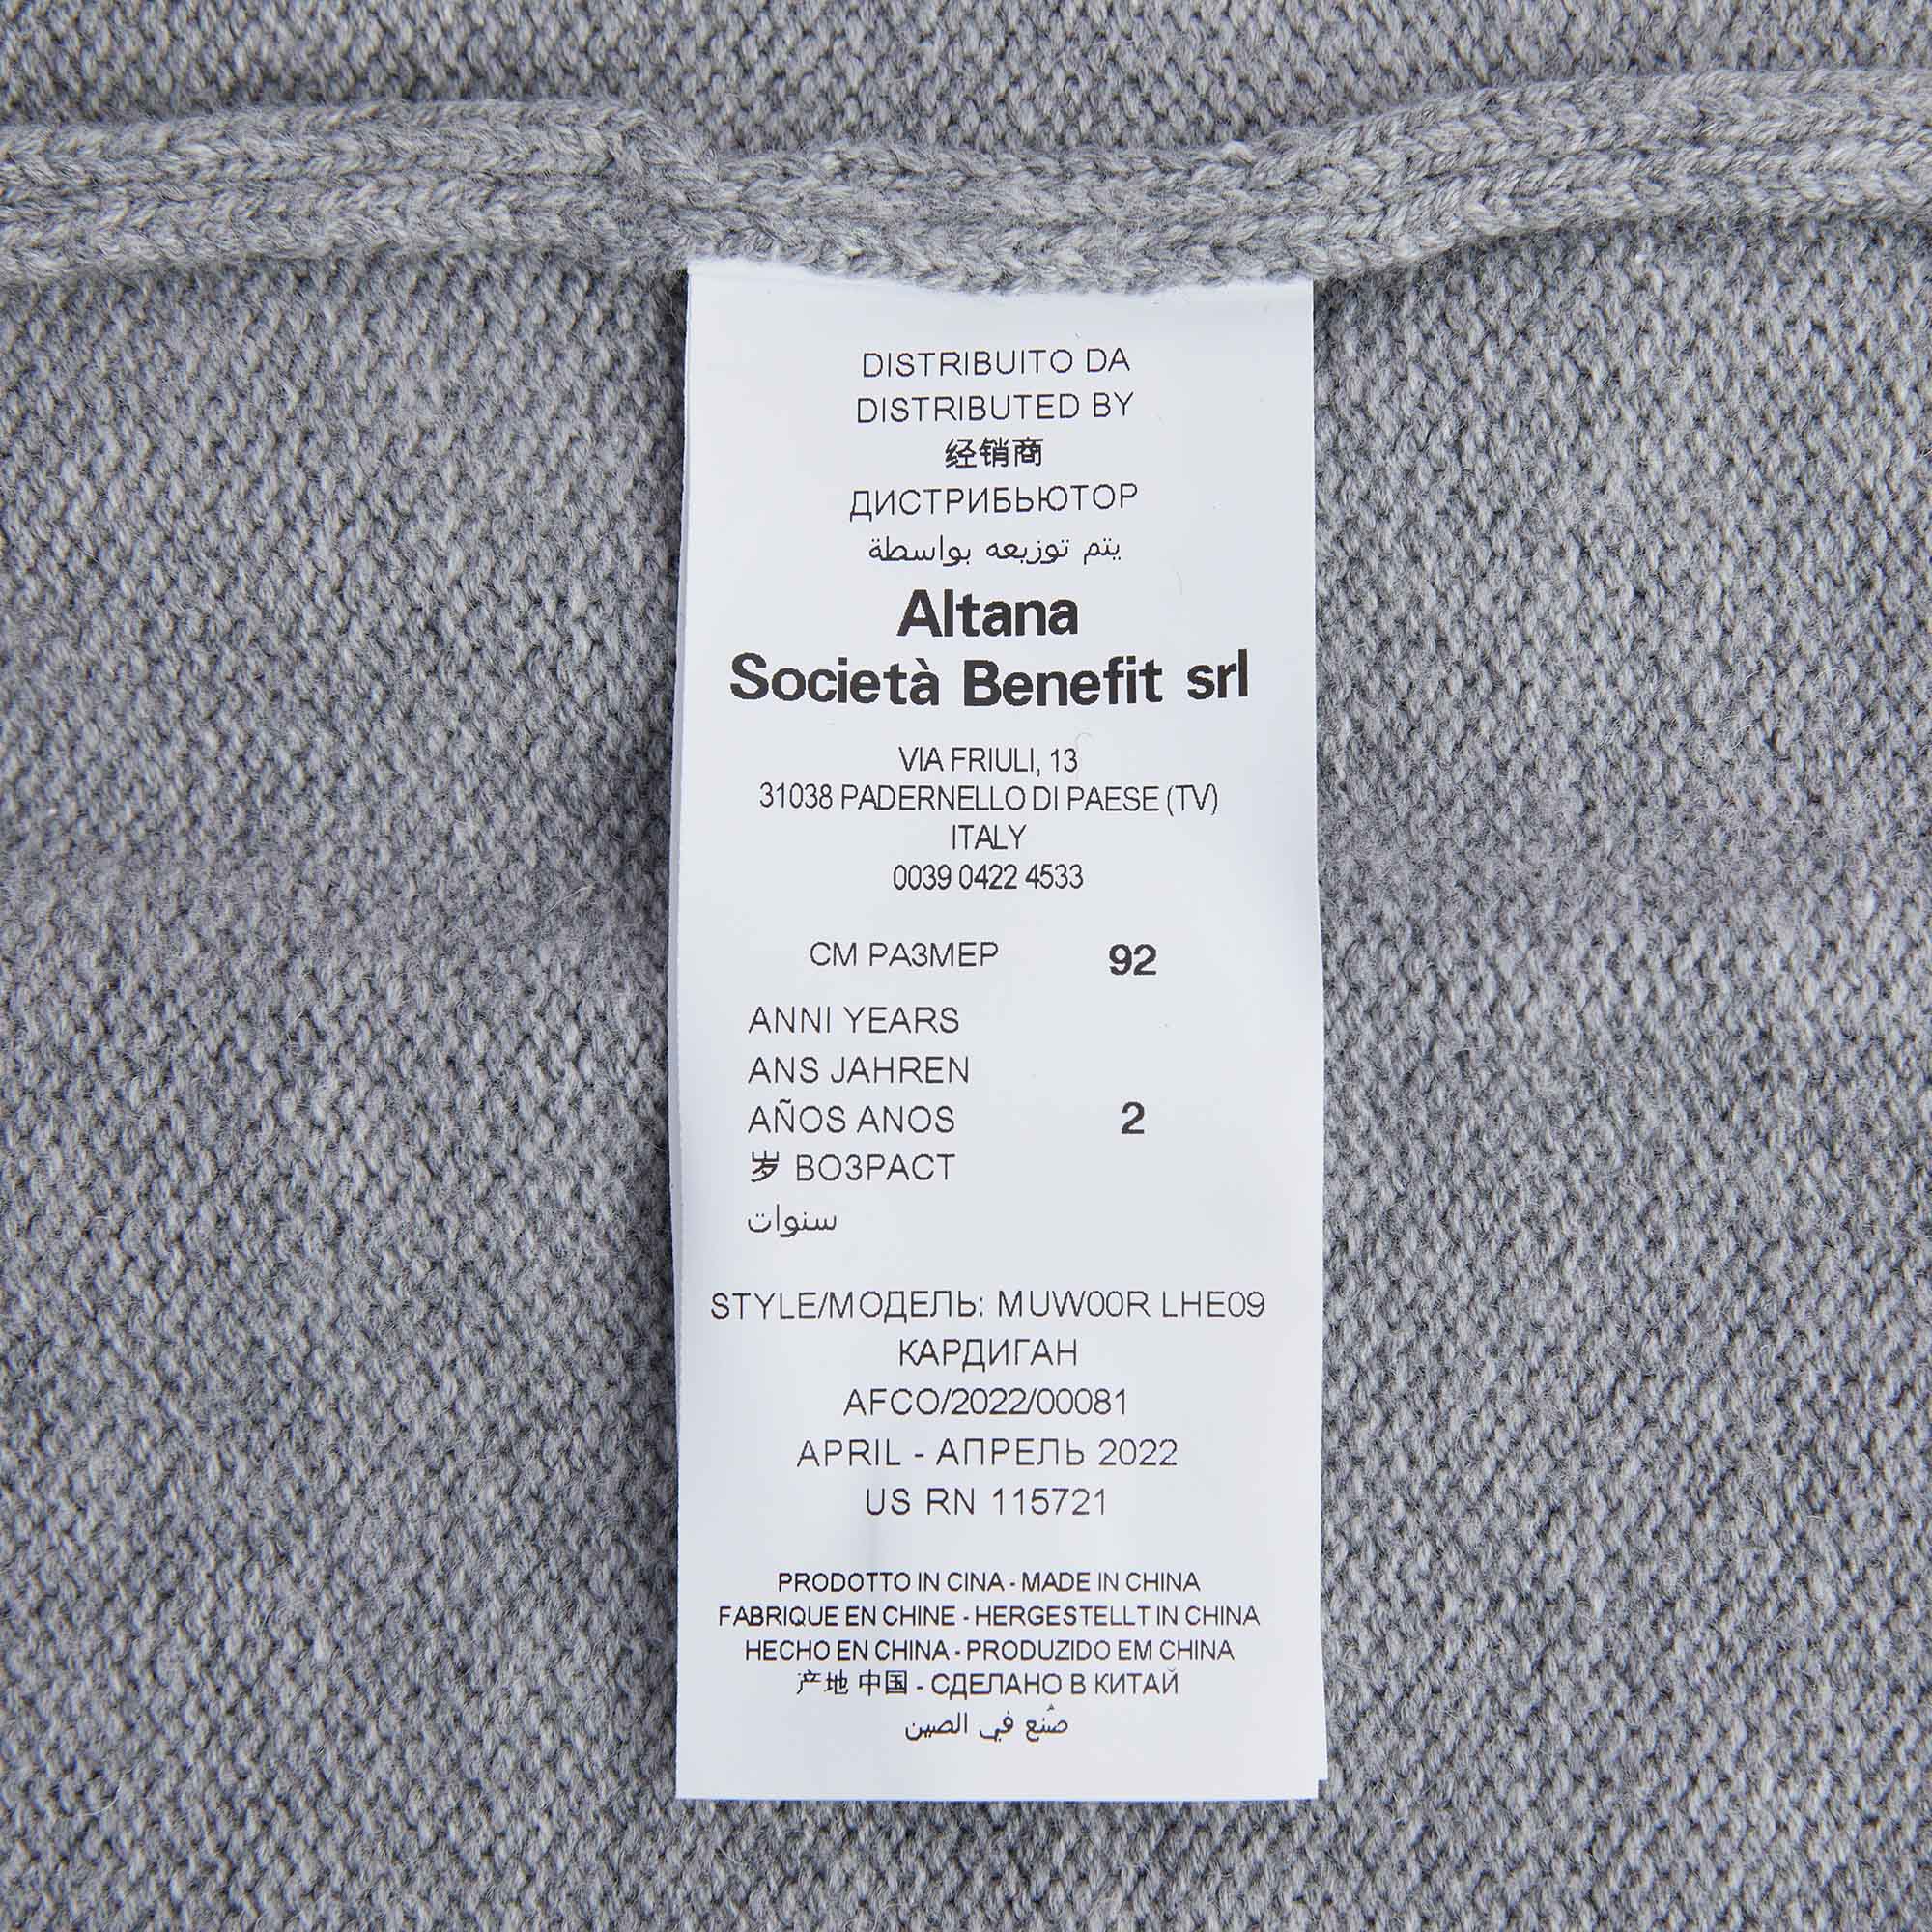 DISTRIBUITO DA
DISTRIBUTED BY
经销商
ДИСТРИБЬЮТОР
يتم توزيعه بواسطة
Altana
Società Benefit srl
VIA FRIULI, 13
31038 PADERNELLO DI PAESE (TV)
ITALY
0039 0422 4533
СМ РАЗМЕР 92
ANNI YEARS
ANS JAHREN
AÑOS ANOS 2
岁 ВОЗРАСТ
سنوات
STYLE/МОДЕЛЬ: MUW00R LHE09
КАРДИГАН
AFCO/2022/00081
APRIL - АПРЕЛЬ 2022
US RN 115721
PRODOTTO IN CINA - MADE IN CHINA
FABRIQUE EN CHINE - HERGESTELLT IN CHINA
HECHO EN CHINA - PRODUZIDO EM CHINA
产地 中国 - СДЕЛАНО В КИТАЙ
صُنع في الصين